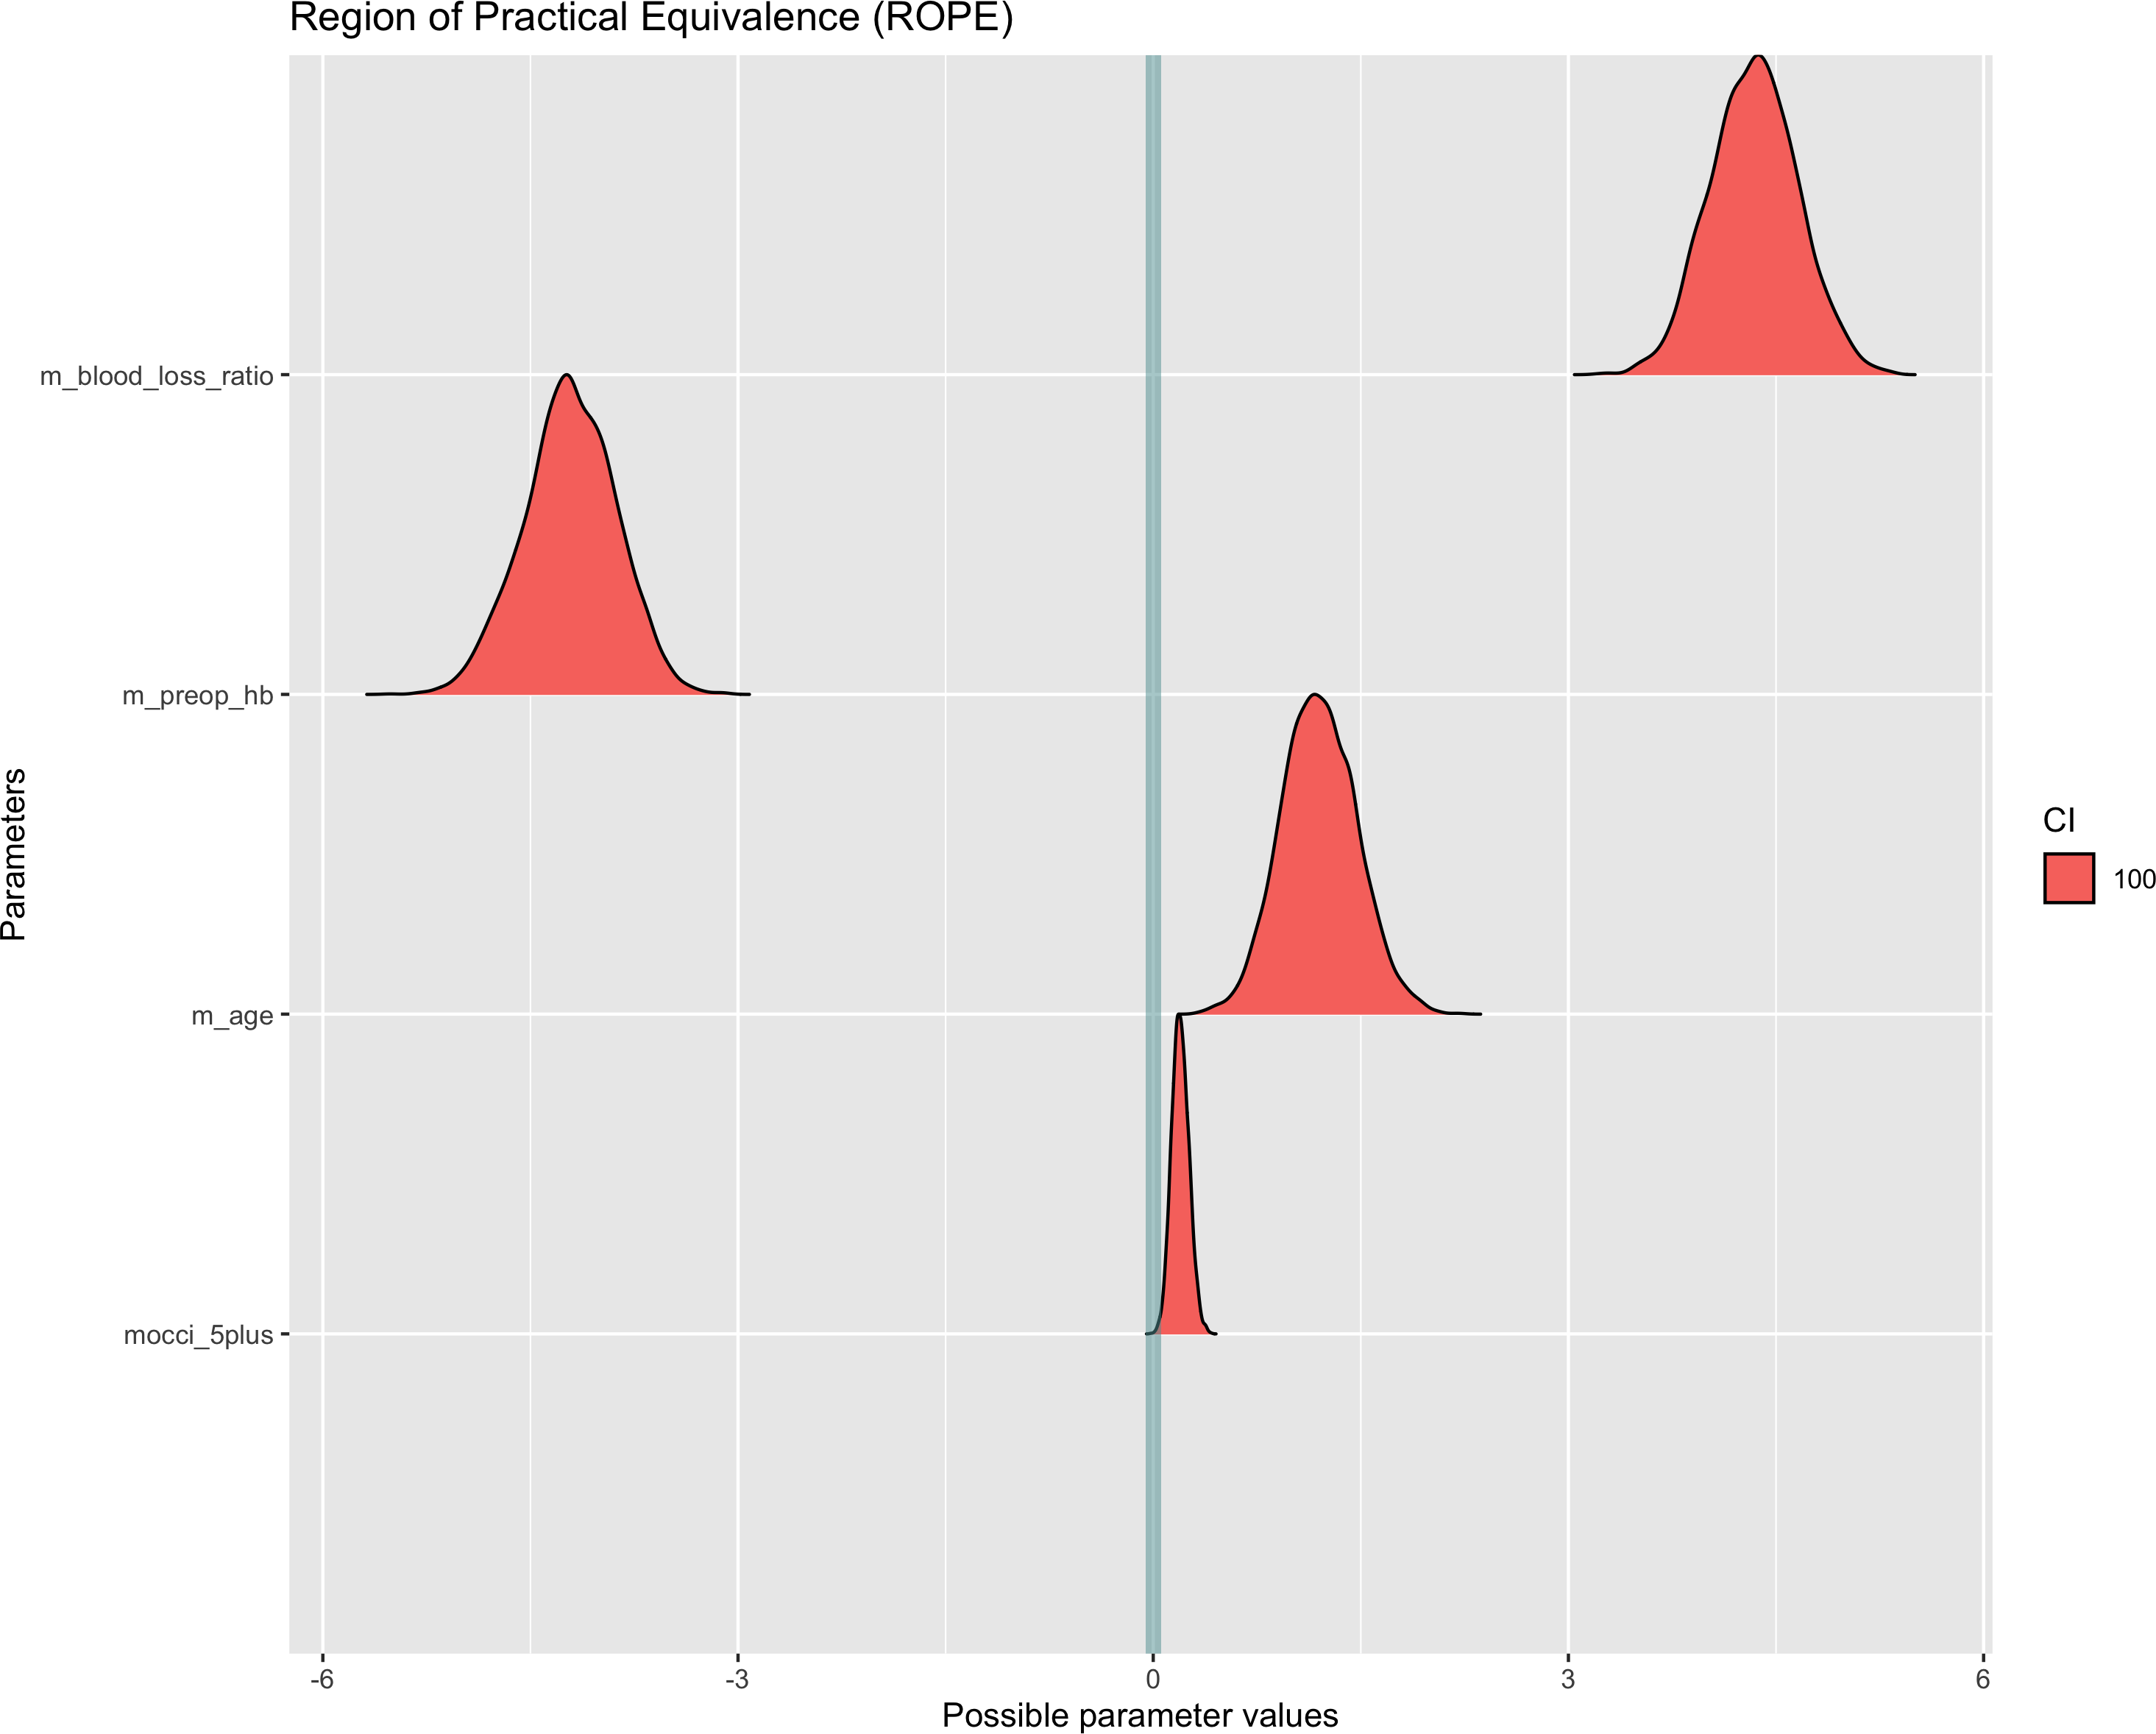 Region of Practical Equivalence (ROPE)
m_blood_loss_ratio
m_preop_hb
m_age
mocci_5plus
Parameters
-6
-3
0
3
6
Possible parameter values
CI
100